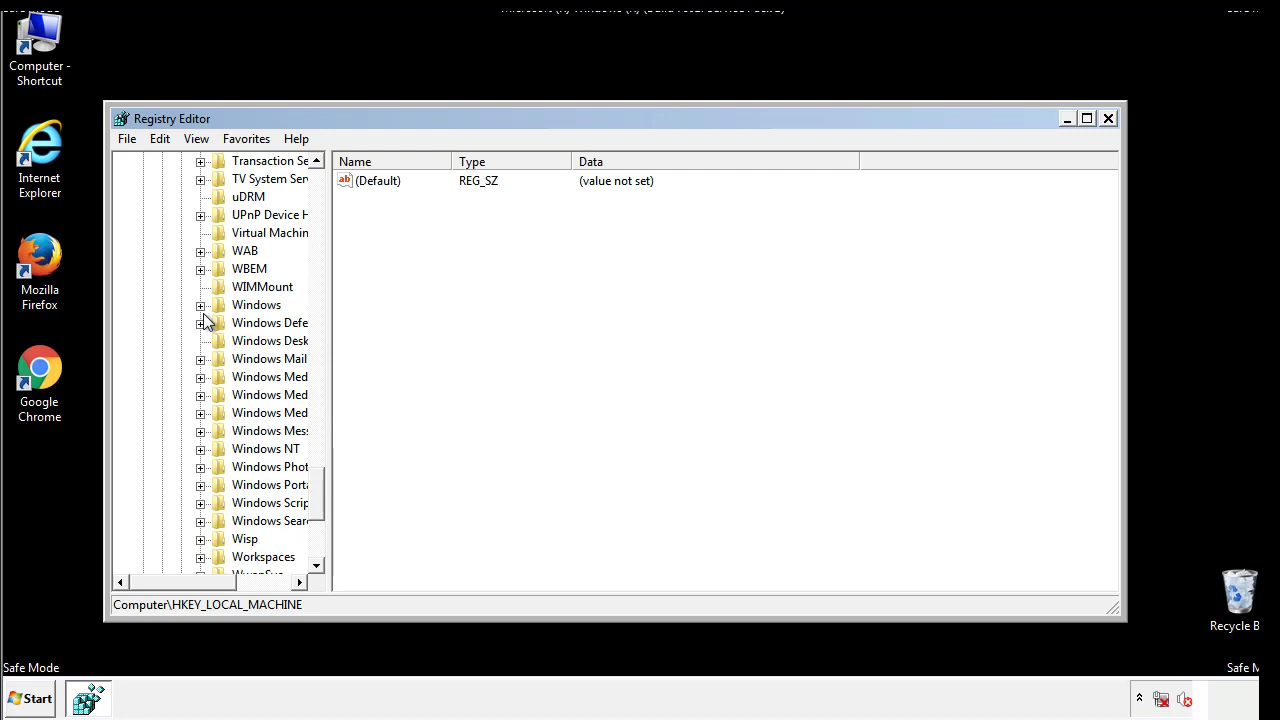 Computer -
Shortcut
Internet
Explorer
Mozilla
Firefox
Google
Chrome
Registry Editor
File Edit View Favorites Help
Transaction Se
TV System Ser
uDRM
UPnP Device H
Virtual Machin
WAB
WBEM
WIMMount
Windows
Windows Defe
Windows Desk
Windows Mail
Windows Med
Windows Med
Windows Med
Windows Mes
Windows NT
Windows Phot
Windows Porta
Windows Scrip
Windows Sear
Wisp
Workspaces
Name Type Data
ab (Default) REG_SZ (value not set)
Computer\HKEY_LOCAL_MACHINE
Recycle B
Safe Mode
Safe M
Start